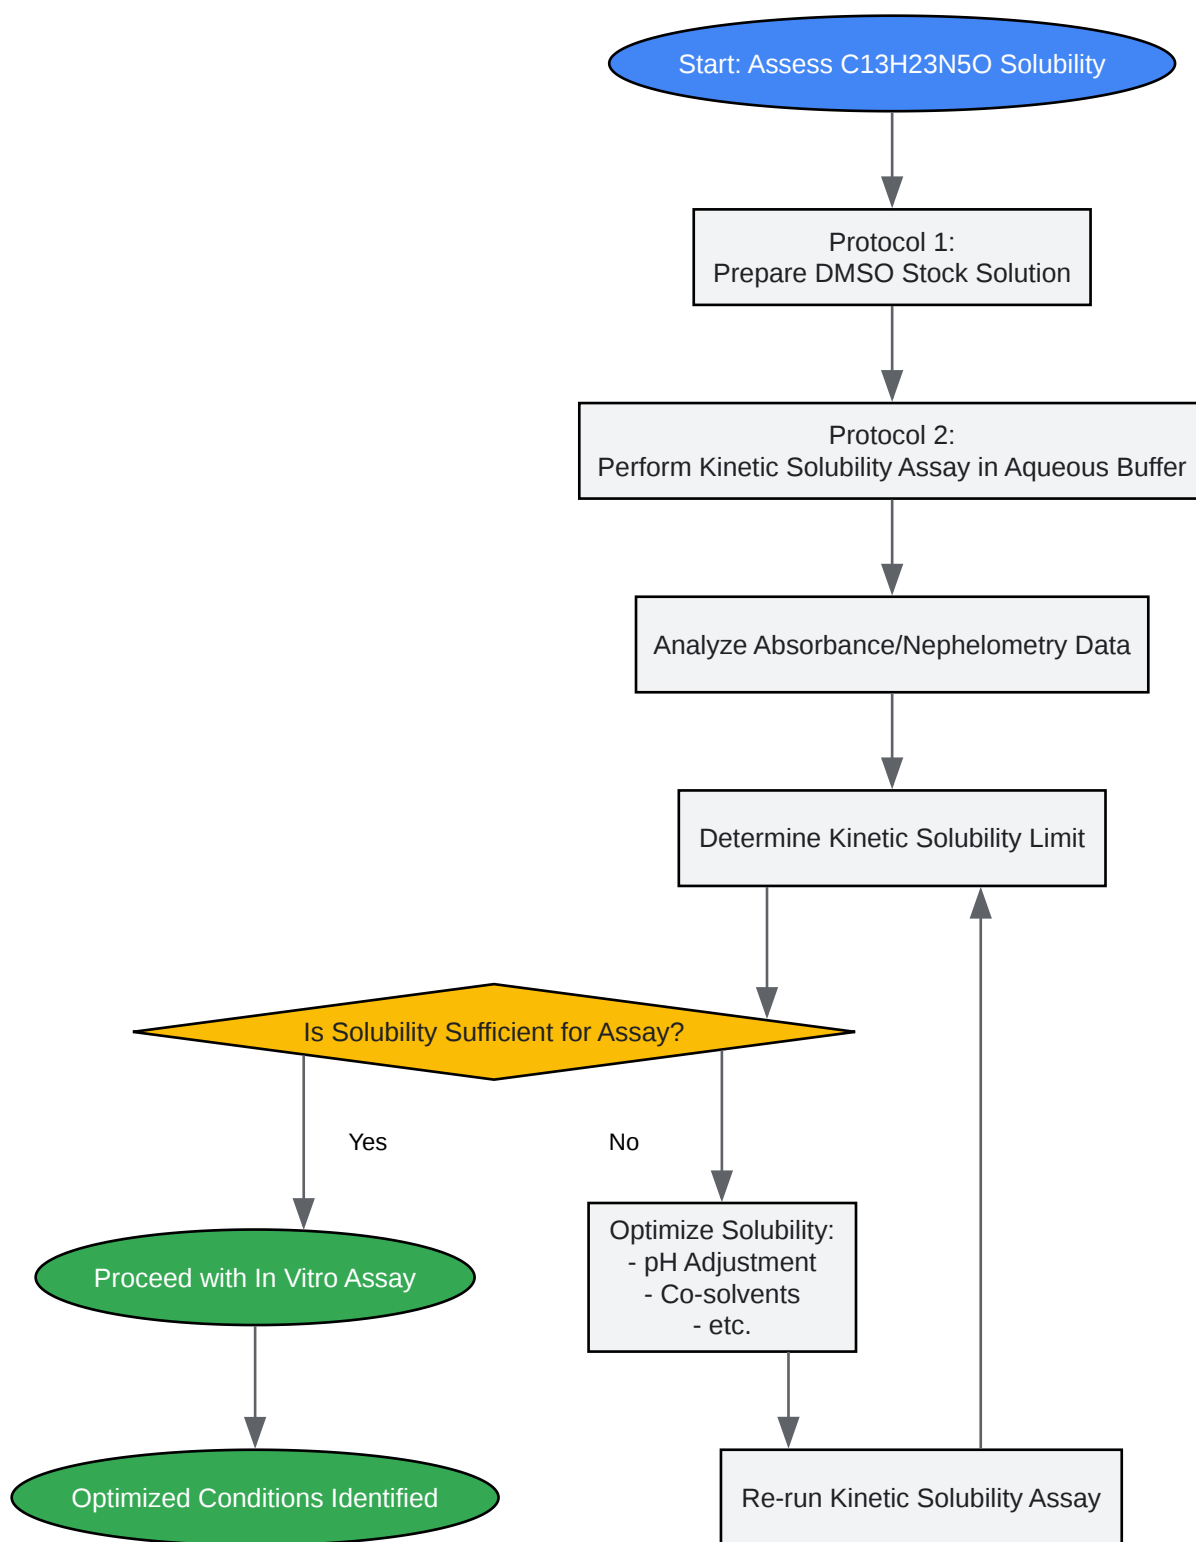 Start: Assess C13H23N5O Solubility
Protocol 1:
Prepare DMSO Stock Solution
Protocol 2:
Perform Kinetic Solubility Assay in Aqueous Buffer
Analyze Absorbance/Nephelometry Data
Determine Kinetic Solubility Limit
Is Solubility Sufficient for Assay?
Yes
No
Proceed with In Vitro Assay
Optimize Solubility:
- pH Adjustment
- Co-solvents
- etc.
Optimized Conditions Identified
Re-run Kinetic Solubility Assay